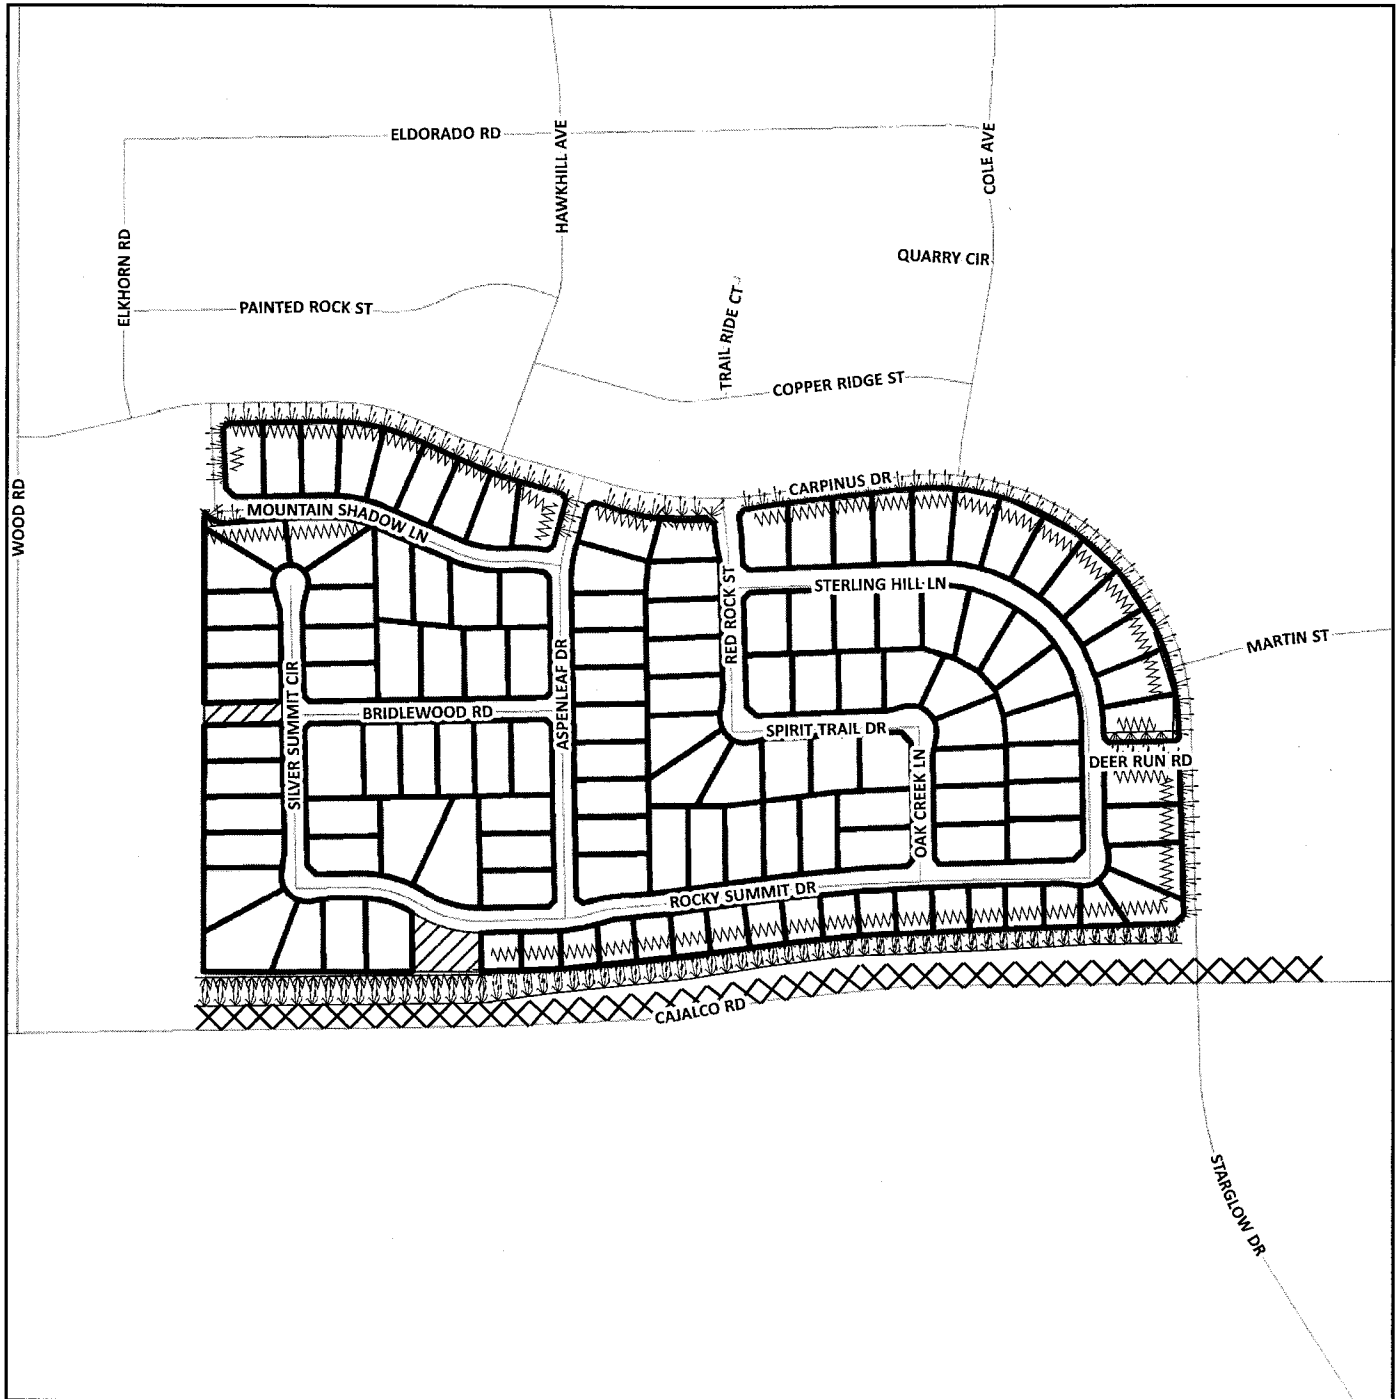 ELDORADO RD
HAWKHILL AVE
COLE AVE
ELKHORN RD
QUARRY CIR
PAINTED ROCK ST
TRAIL RIDE CT
COPPER RIDGE ST
WOOD RD
CARPINUS DR
MOUNTAIN SHADOW LN
RED ROCK ST
STERLING HILL LN
MARTIN ST
SILVER SUMMIT CIR
ASPENLEAF DR
BRIDLEWOOD RD
SPIRIT TRAIL DR
OAK CREEK LN
DEER RUN RD
ROCKY SUMMIT DR
CAJALCO RD
STARGLOW DR